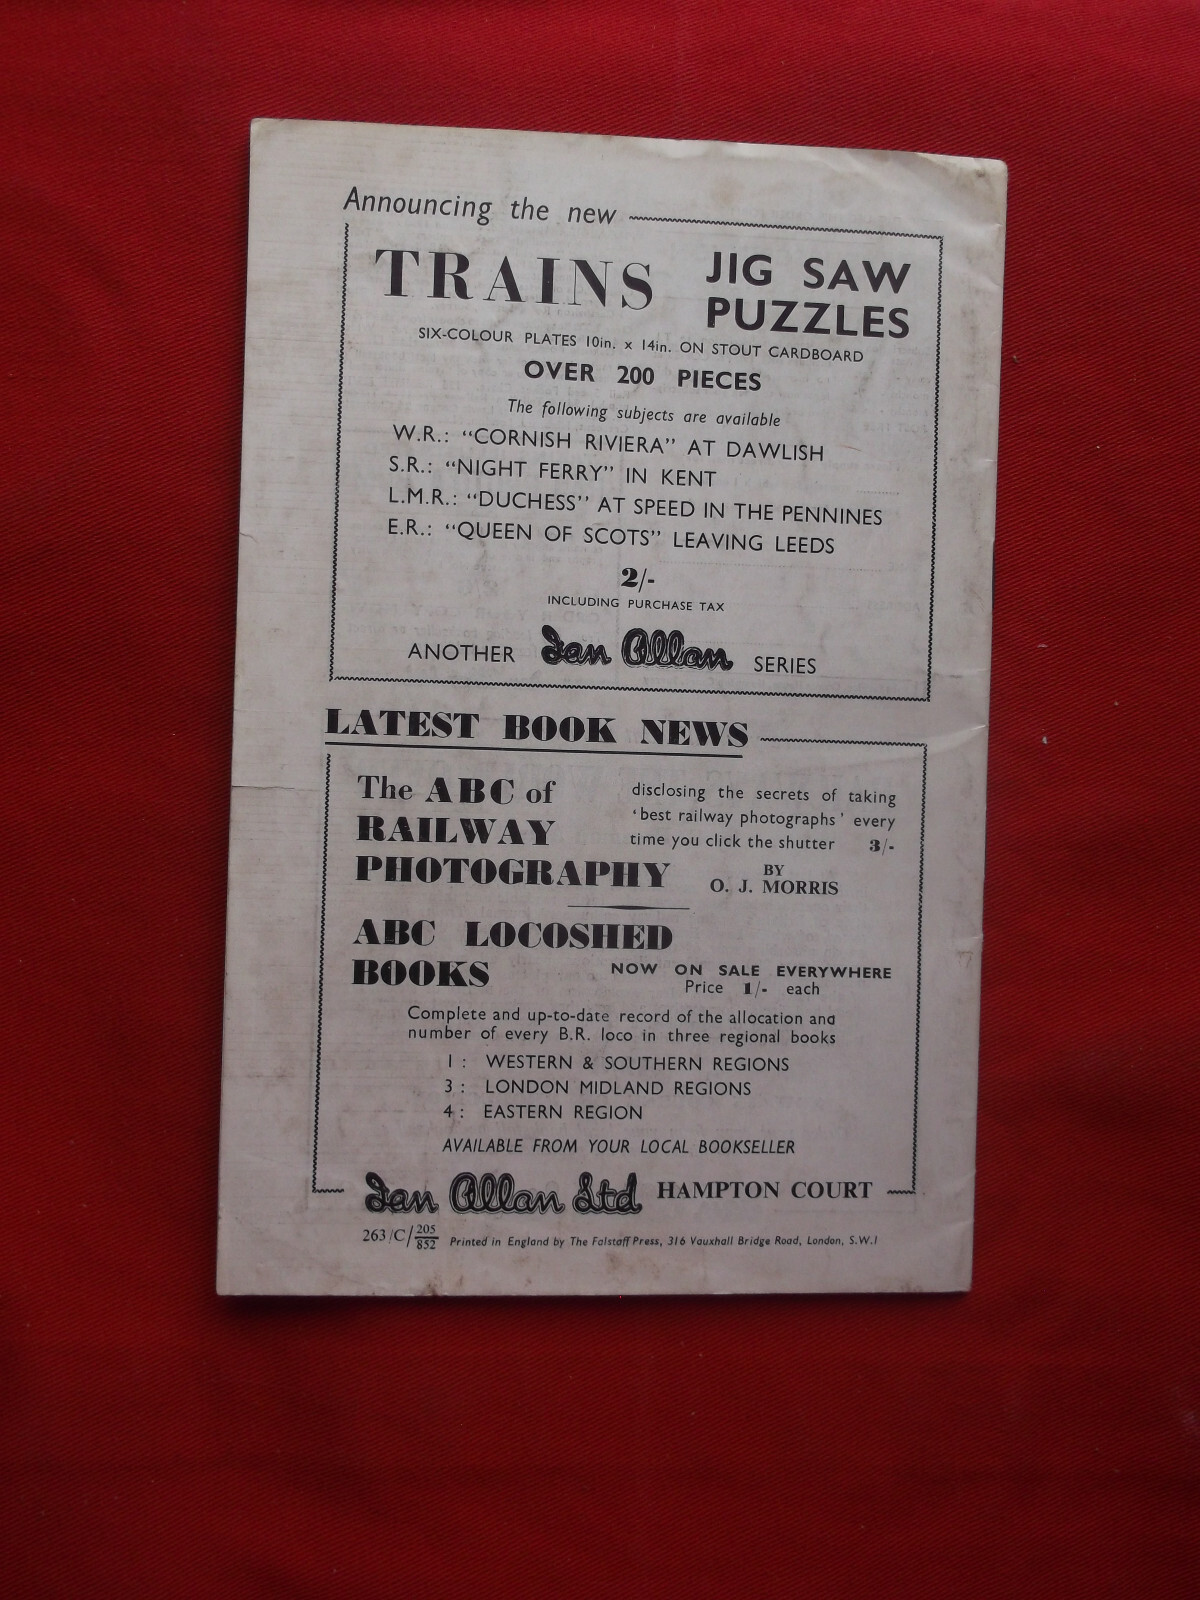 Announcing the new
TRAINS JIG SAW PUZZLES
SIX-COLOUR PLATES 10in. x 14in. ON STOUT CARDBOARD
OVER 200 PIECES
The following subjects are available
W.R.: "CORNISH RIVIERA" AT DAWLISH
S.R.: "NIGHT FERRY" IN KENT
L.M.R.: "DUCHESS" AT SPEED IN THE PENNINES
E.R.: "QUEEN OF SCOTS" LEAVING LEEDS
2/-
INCLUDING PURCHASE TAX
ANOTHER Ian Allan SERIES
LATEST BOOK NEWS
The ABC of
RAILWAY
PHOTOGRAPHY
disclosing the secrets of taking
'best railway photographs' every
time you click the shutter 3/-
BY
O. J. MORRIS
ABC LOCOSHED
BOOKS
NOW ON SALE EVERYWHERE
Price 1/- each
Complete and up-to-date record of the allocation and
number of every B.R. loco in three regional books
1 : WESTERN & SOUTHERN REGIONS
3 : LONDON MIDLAND REGIONS
4 : EASTERN REGION
AVAILABLE FROM YOUR LOCAL BOOKSELLER
Ian Allan Ltd HAMPTON COURT
263/C/205/852 Printed in England by The Falstaff Press, 316 Vauxhall Bridge Road, London, S.W.1